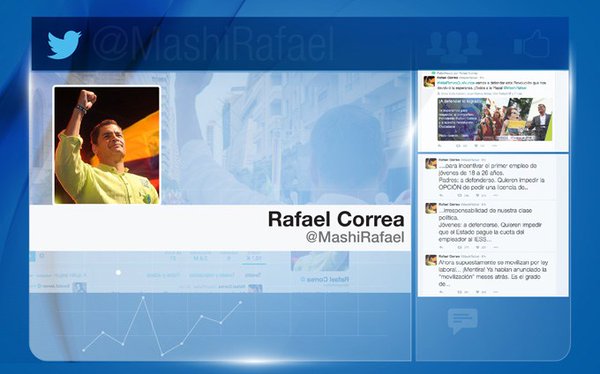 @MashiRafael
Rafael Correa
@MashiRafael
Rafael Correa
....para incentivar el primer empleo de
jóvenes de 18 a 26 años.
Padres: a defenderse. Quieren impedir la
OPCIÓN de pedir una licencia de...
Rafael Correa
...irresponsabilidad de nuestra clase
política.
Jóvenes: a defenderse. Quieren impedir
que el Estado pague la cuota del
empleador al IESS...
Rafael Correa
Ahora supuestamente se movilizan por ley
laboral... ¡Mentira! Ya habían anunciado la
"movilización" meses atrás. Es el grado
de...
Rafael Correa